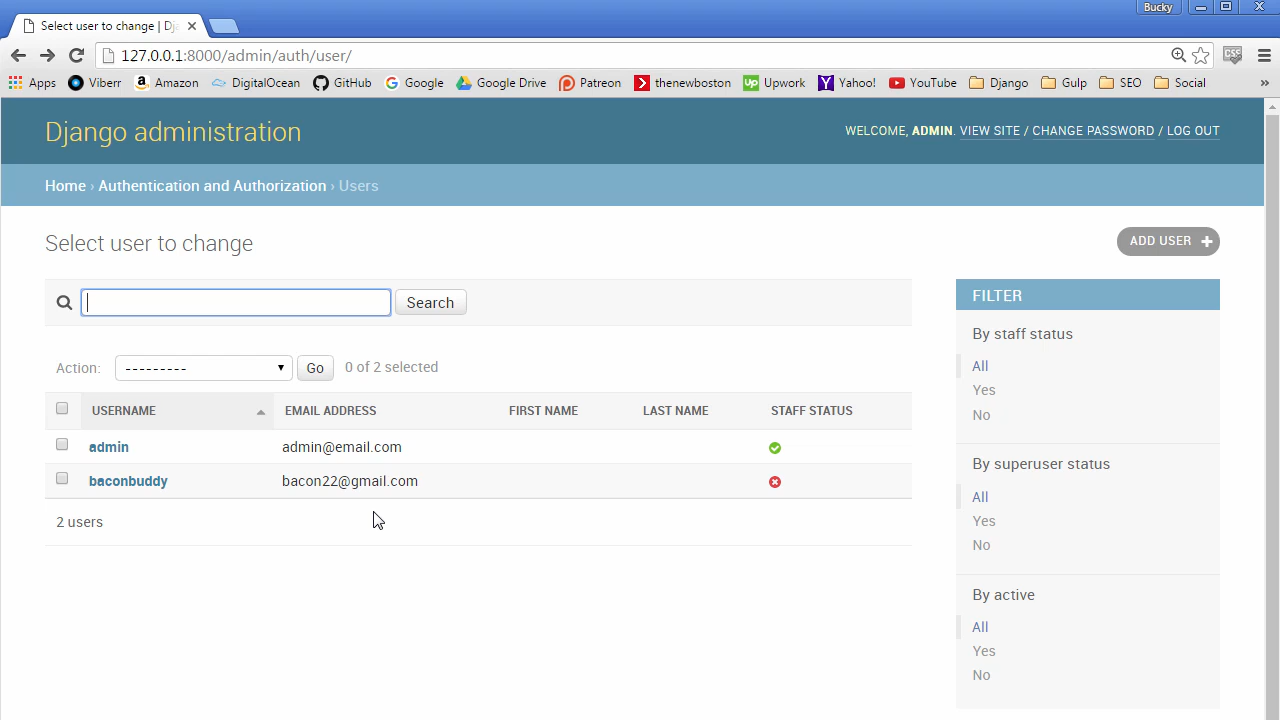 Bucky
Select user to change | Dj
127.0.0.1:8000/admin/auth/user/
Apps Viberr Amazon DigitalOcean GitHub Google Google Drive Patreon thenewboston Upwork Yahoo! YouTube Django Gulp SEO Social »
Django administration
WELCOME, ADMIN. VIEW SITE / CHANGE PASSWORD / LOG OUT
Home › Authentication and Authorization › Users
Select user to change
ADD USER +
Search
FILTER
By staff status
All
Yes
No
By superuser status
All
Yes
No
By active
All
Yes
No
Action: --------- Go 0 of 2 selected
USERNAME EMAIL ADDRESS FIRST NAME LAST NAME STAFF STATUS
admin admin@email.com
baconbuddy bacon22@gmail.com
2 users